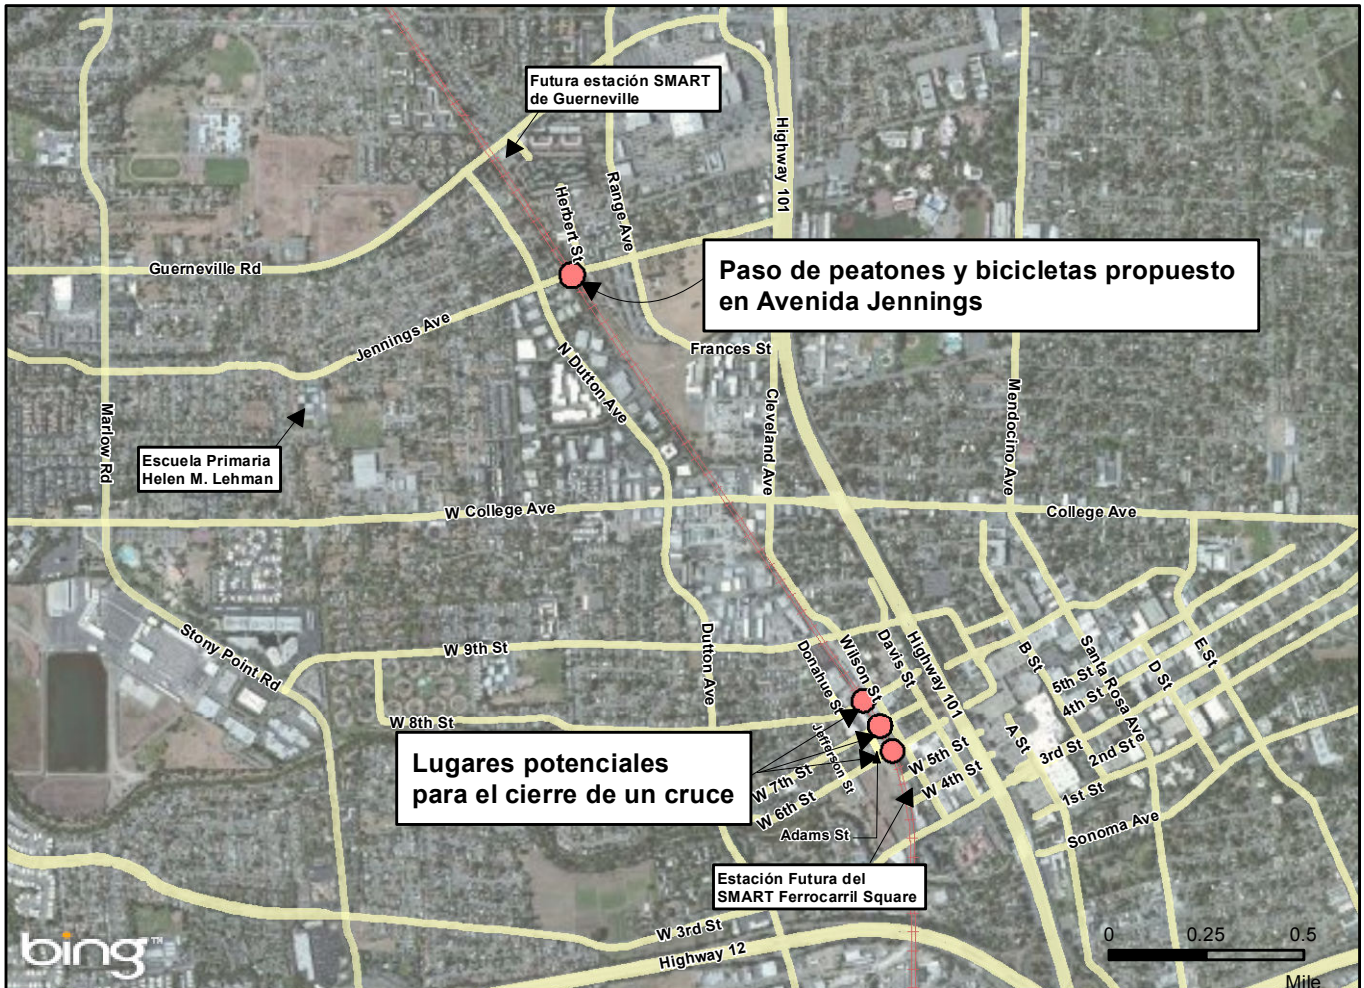 Futura estación SMART
de Guerneville
Highway 101
Range Ave
Herbert St
Guerneville Rd
Paso de peatones y bicicletas propuesto
en Avenida Jennings
Jennings Ave
Frances St
N Dutton Ave
Cleveland Ave
Mendocino Ave
Marlow Rd
Escuela Primaria
Helen M. Lehman
W College Ave
College Ave
Stony Point Rd
W 9th St
Dutton Ave
Donahue St
Wilson St
Davis St
Highway 101
B St
Santa Rosa Ave
D St
E St
5th St
4th St
W 8th St
Jefferson St
A St
3rd St
2nd St
Lugares potenciales
para el cierre de un cruce
W 7th St
W 5th St
W 4th St
W 6th St
1st St
Adams St
Sonoma Ave
Estación Futura del
SMART Ferrocarril Square
W 3rd St
Highway 12
bing™
0 0.25 0.5
Mile